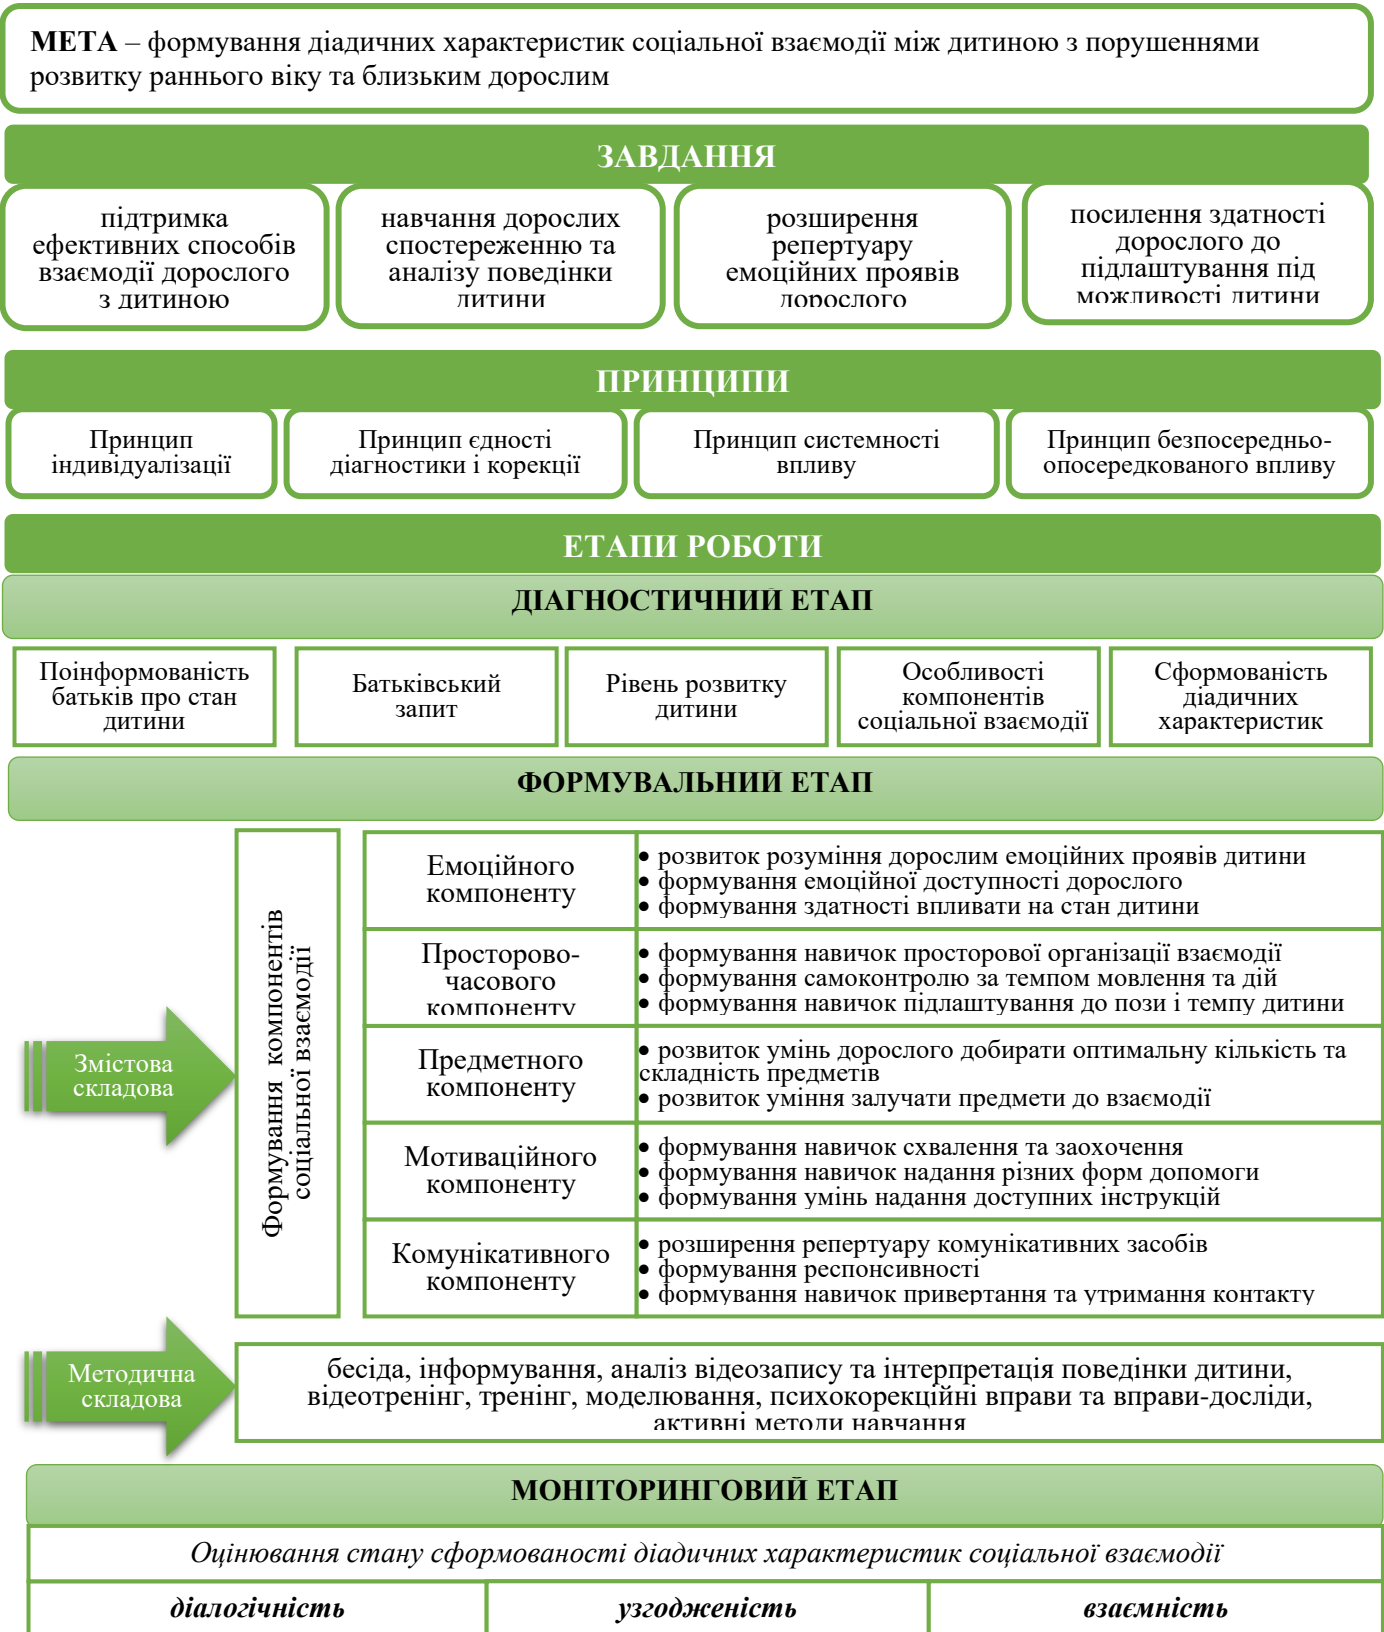 МЕТА – формування діадичних характеристик соціальної взаємодії між дитиною з порушеннями
розвитку раннього віку та близьким дорослим
ЗАВДАННЯ
підтримка
ефективних способів
взаємодії дорослого
з дитиною
навчання дорослих
спостереженню та
аналізу поведінки
дитини
розширення
репертуару
емоційних проявів
дорослого
посилення здатності
дорослого до
підлаштування під
можливості дитини
ПРИНЦИПИ
Принцип
індивідуалізації
Принцип єдності
діагностики і корекції
Принцип системності
впливу
Принцип безпосередньо-
опосередкованого впливу
ЕТАПИ РОБОТИ
ДІАГНОСТИЧНИЙ ЕТАП
Поінформованість
батьків про стан
дитини
Батьківський
запит
Рівень розвитку
дитини
Особливості
компонентів
соціальної взаємодії
Сформованість
діадичних
характеристик
ФОРМУВАЛЬНИЙ ЕТАП
Змістова
складова
Формування компонентів
соціальної взаємодії
Емоційного
компоненту
• розвиток розуміння дорослим емоційних проявів дитини
• формування емоційної доступності дорослого
• формування здатності впливати на стан дитини
Просторово-
часового
компоненту
• формування навичок просторової організації взаємодії
• формування самоконтролю за темпом мовлення та дій
• формування навичок підлаштування до пози і темпу дитини
Предметного
компоненту
• розвиток умінь дорослого добирати оптимальну кількість та
складність предметів
• розвиток уміння залучати предмети до взаємодії
Мотиваційного
компоненту
• формування навичок схвалення та заохочення
• формування навичок надання різних форм допомоги
• формування умінь надання доступних інструкцій
Комунікативного
компоненту
• розширення репертуару комунікативних засобів
• формування респонсивності
• формування навичок привертання та утримання контакту
Методична
складова
бесіда, інформування, аналіз відеозапису та інтерпретація поведінки дитини,
відеотренінг, тренінг, моделювання, психокорекційні вправи та вправи-досліди,
активні методи навчання
МОНІТОРИНГОВИЙ ЕТАП
Оцінювання стану сформованості діадичних характеристик соціальної взаємодії
діалогічність
узгодженість
взаємність